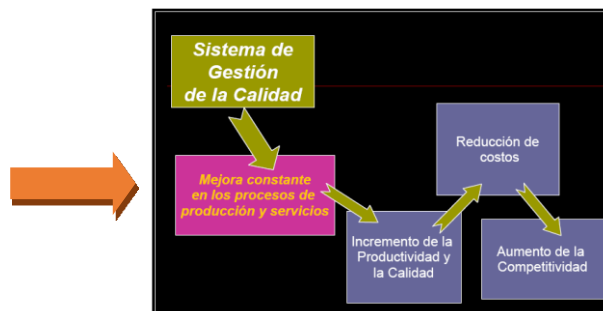 Sistema de
Gestión
de la Calidad
Mejora constante
en los procesos de
producción y servicios
Incremento de la
Productividad y
la Calidad
Reducción de
costos
Aumento de la
Competitividad